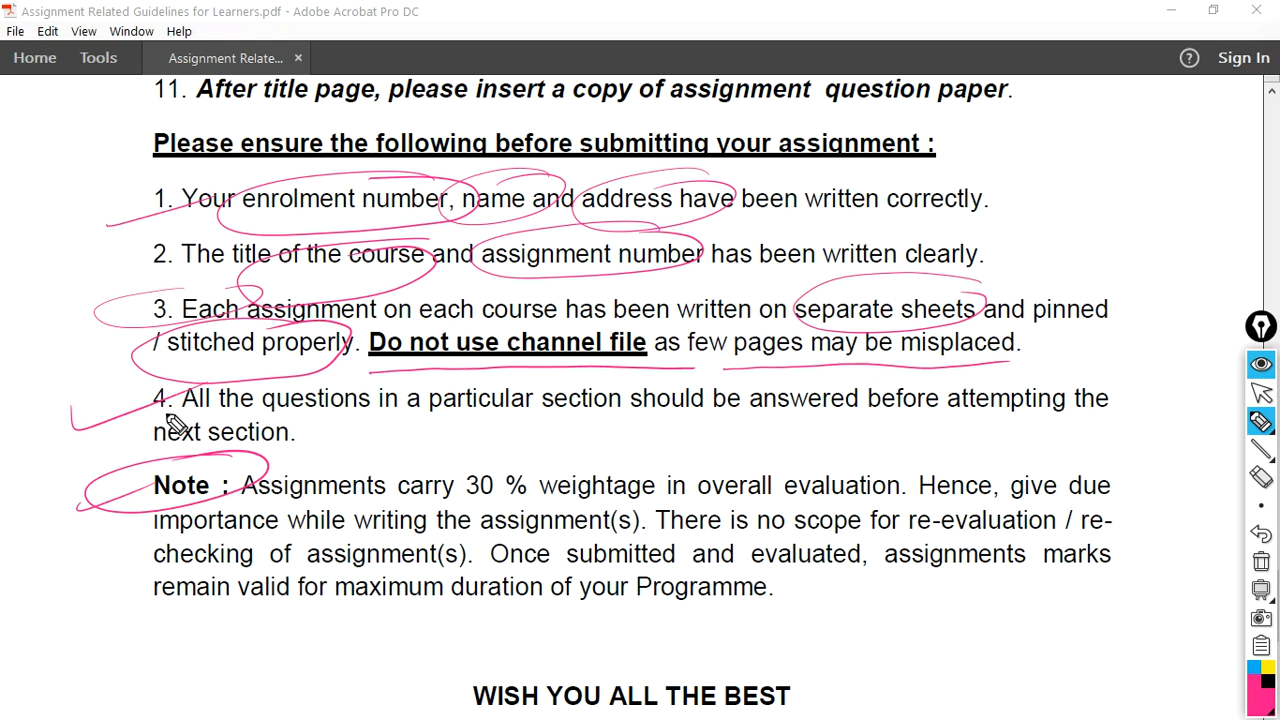 Assignment Related Guidelines for Learners.pdf - Adobe Acrobat Pro DC
File Edit View Window Help
Home Tools Assignment Relate... × ? Sign In
11. After title page, please insert a copy of assignment question paper.
Please ensure the following before submitting your assignment :
1. Your enrolment number, name and address have been written correctly.
2. The title of the course and assignment number has been written clearly.
3. Each assignment on each course has been written on separate sheets and pinned
/ stitched properly. Do not use channel file as few pages may be misplaced.
4. All the questions in a particular section should be answered before attempting the
next section.
Note : Assignments carry 30 % weightage in overall evaluation. Hence, give due
importance while writing the assignment(s). There is no scope for re-evaluation / re-
checking of assignment(s). Once submitted and evaluated, assignments marks
remain valid for maximum duration of your Programme.
WISH YOU ALL THE BEST